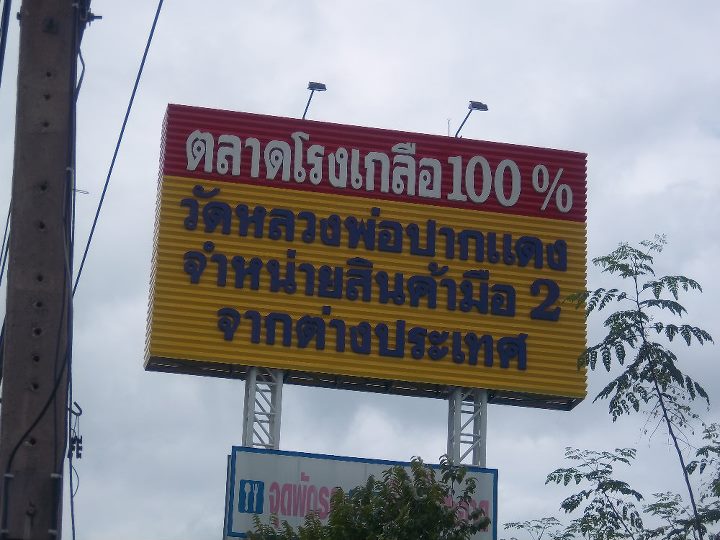 ตลาดโรงเกลือ 100 %
วัดหลวงพ่อปากแดง
จำหน่ายสินค้ามือ 2
จากต่างประเทศ